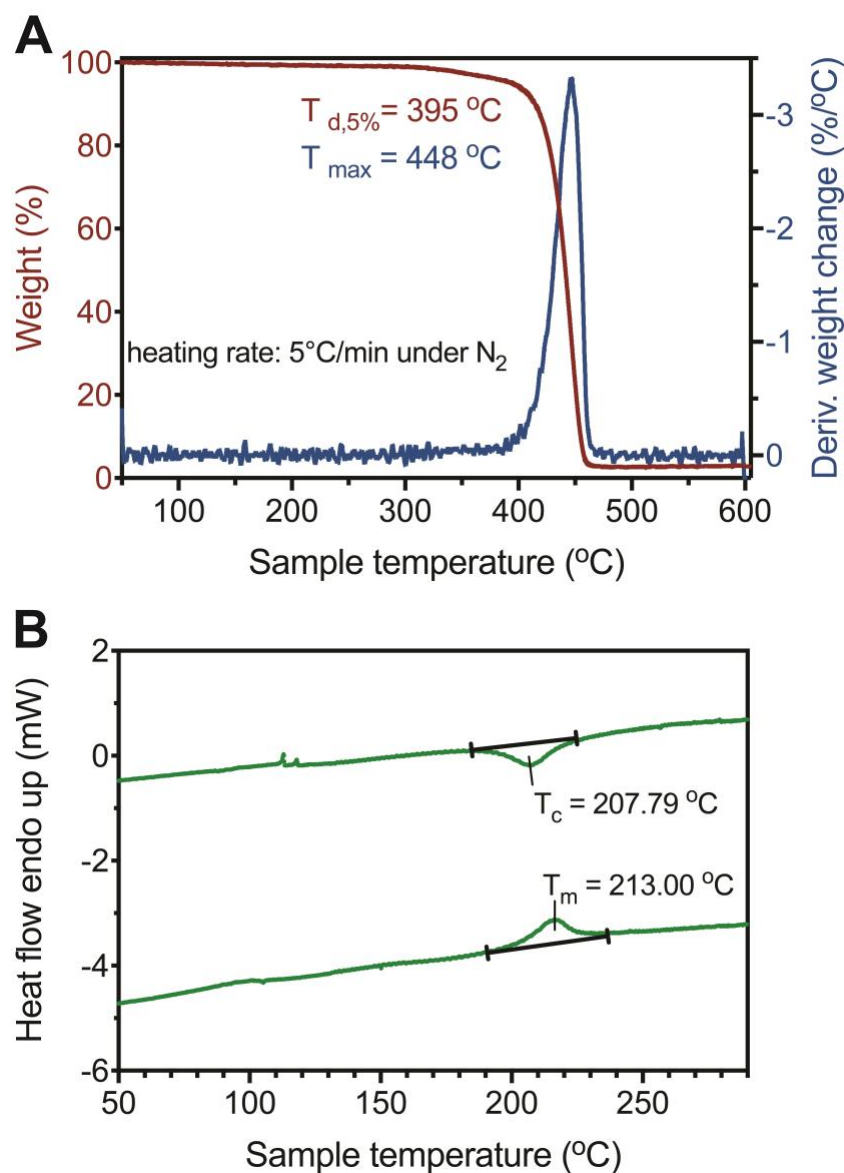 A
100
80
60
40
20
0
Weight (%)
T d,5% = 395 °C
T max = 448 °C
heating rate: 5°C/min under N2
-3
-2
-1
0
Deriv. weight change (%/°C)
100 200 300 400 500 600
Sample temperature (°C)
B
2
0
-2
-4
-6
Heat flow endo up (mW)
Tc = 207.79 °C
Tm = 213.00 °C
50 100 150 200 250
Sample temperature (°C)